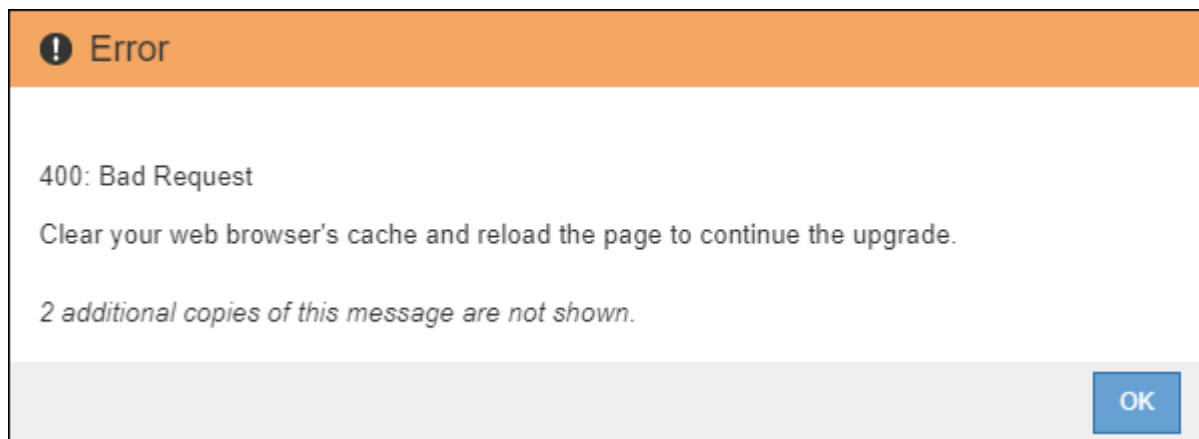 Error
400: Bad Request
Clear your web browser's cache and reload the page to continue the upgrade.
2 additional copies of this message are not shown.
OK